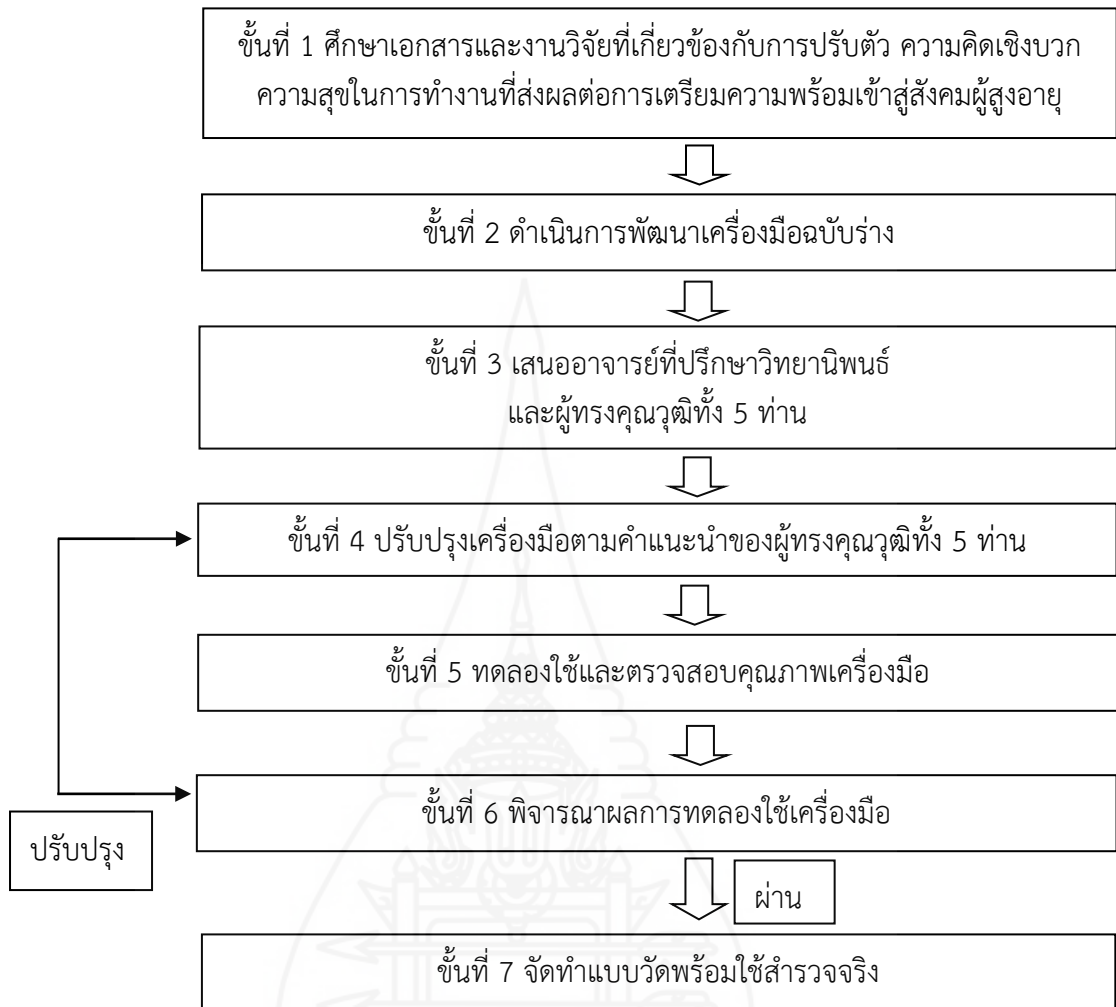 ขั้นที่ 1 ศึกษาเอกสารและงานวิจัยที่เกี่ยวข้องกับการปรับตัว ความคิดเชิงบวก
ความสุขในการทำงานที่ส่งผลต่อการเตรียมความพร้อมเข้าสู่สังคมผู้สูงอายุ
ขั้นที่ 2 ดำเนินการพัฒนาเครื่องมือฉบับร่าง
ขั้นที่ 3 เสนออาจารย์ที่ปรึกษาวิทยานิพนธ์
และผู้ทรงคุณวุฒิทั้ง 5 ท่าน
ขั้นที่ 4 ปรับปรุงเครื่องมือตามคำแนะนำของผู้ทรงคุณวุฒิทั้ง 5 ท่าน
ขั้นที่ 5 ทดลองใช้และตรวจสอบคุณภาพเครื่องมือ
ขั้นที่ 6 พิจารณาผลการทดลองใช้เครื่องมือ
ปรับปรุง
ผ่าน
ขั้นที่ 7 จัดทำแบบวัดพร้อมใช้สำรวจจริง